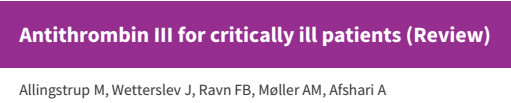 Antithrombin III for critically ill patients (Review)
Allingstrup M, Wetterslev J, Ravn FB, Møller AM, Afshari A